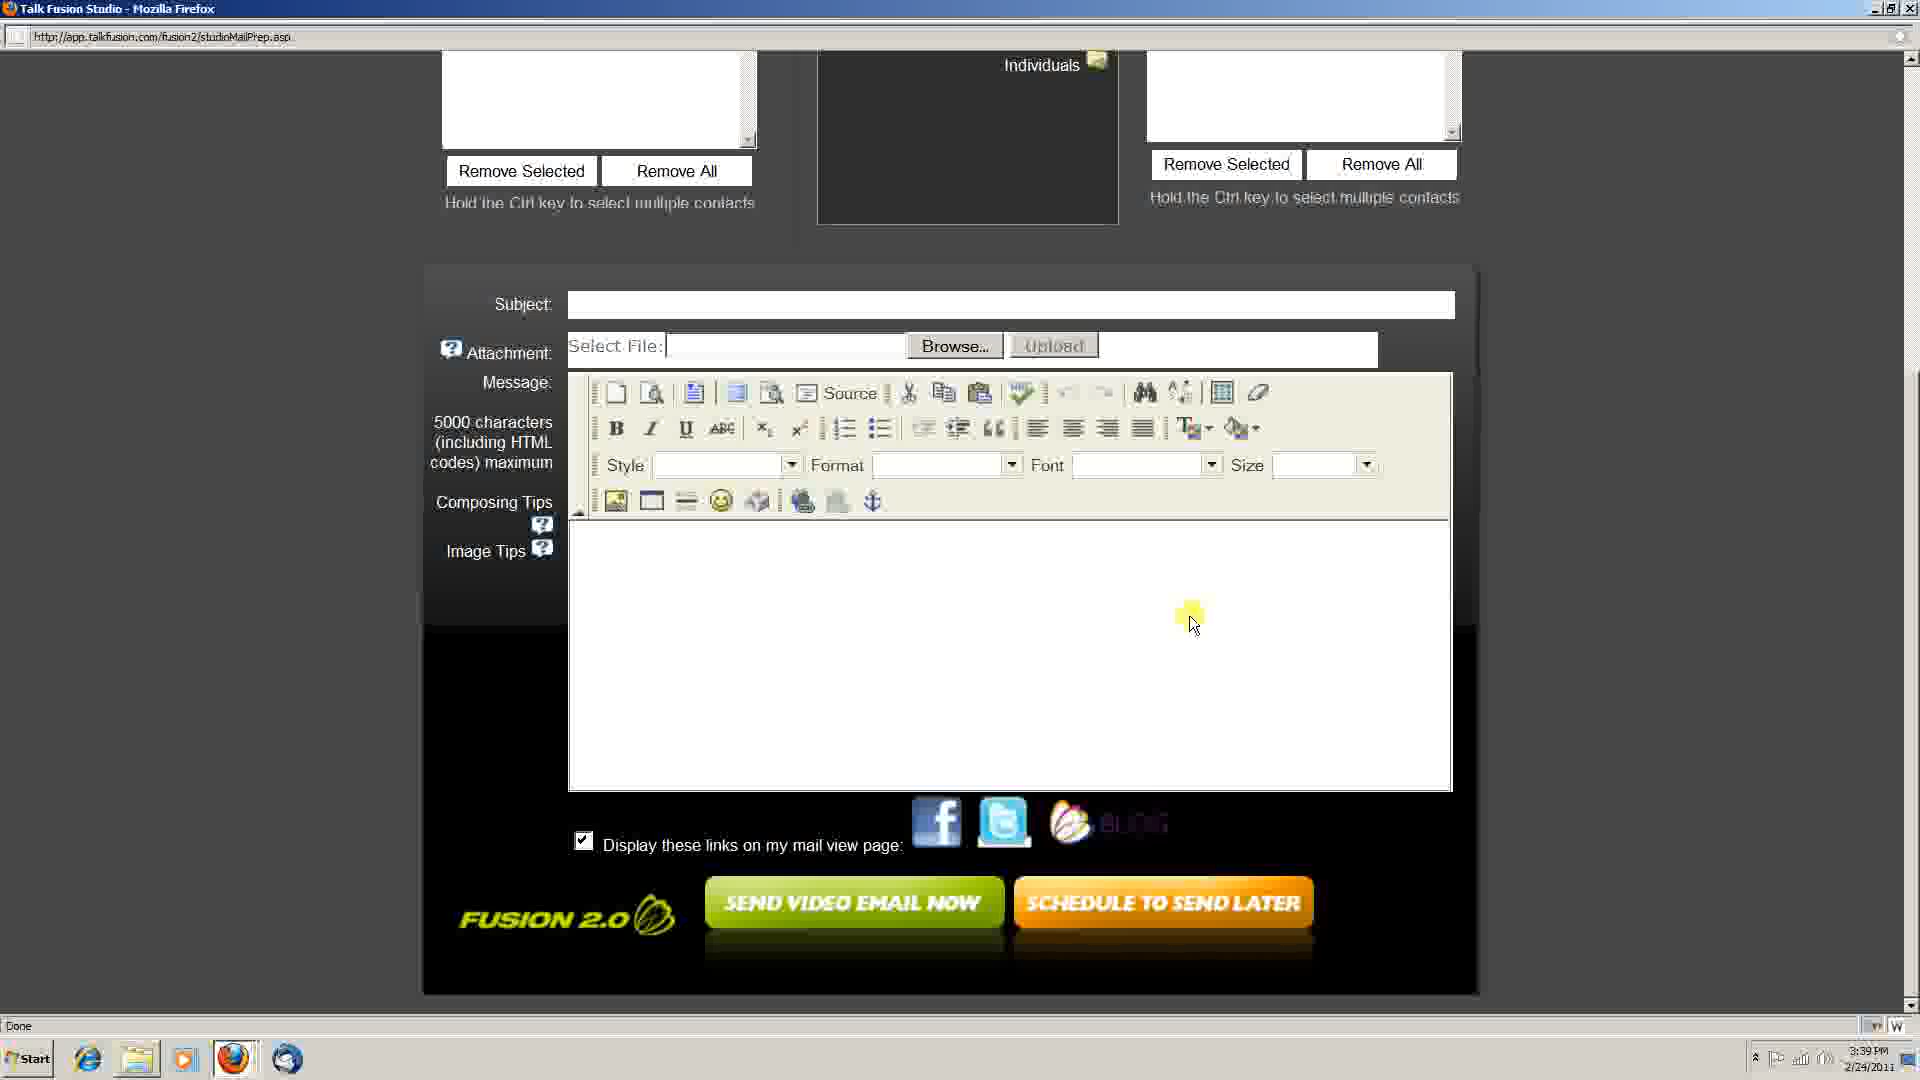 Talk Fusion Studio - Mozilla Firefox
http://app.talkfusion.com/fusion2/studioMailPrep.asp
Individuals
Remove Selected Remove All
Remove Selected Remove All
Hold the Ctrl key to select multiple contacts
Hold the Ctrl key to select multiple contacts
Subject:
Attachment:
Select File: Browse... Upload
Message:
Source
5000 characters
(including HTML
codes) maximum
B I U ABC
Style Format Font Size
Composing Tips
Image Tips
Display these links on my mail view page:
BLOG
FUSION 2.0
SEND VIDEO EMAIL NOW
SCHEDULE TO SEND LATER
Done
W
Start
3:39 PM
2/24/2011